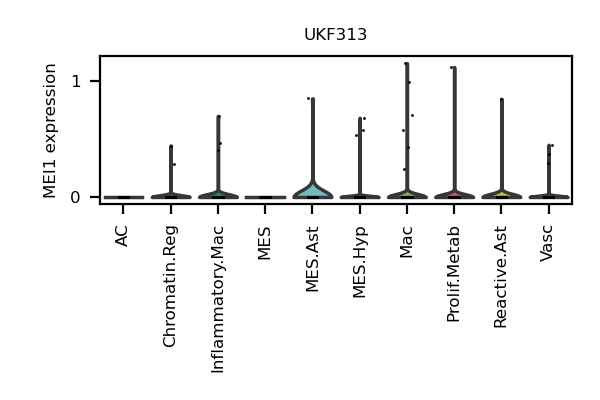 UKF313
MEI1 expression
1
0
AC
Chromatin.Reg
Inflammatory.Mac
MES
MES.Ast
MES.Hyp
Mac
Prolif.Metab
Reactive.Ast
Vasc